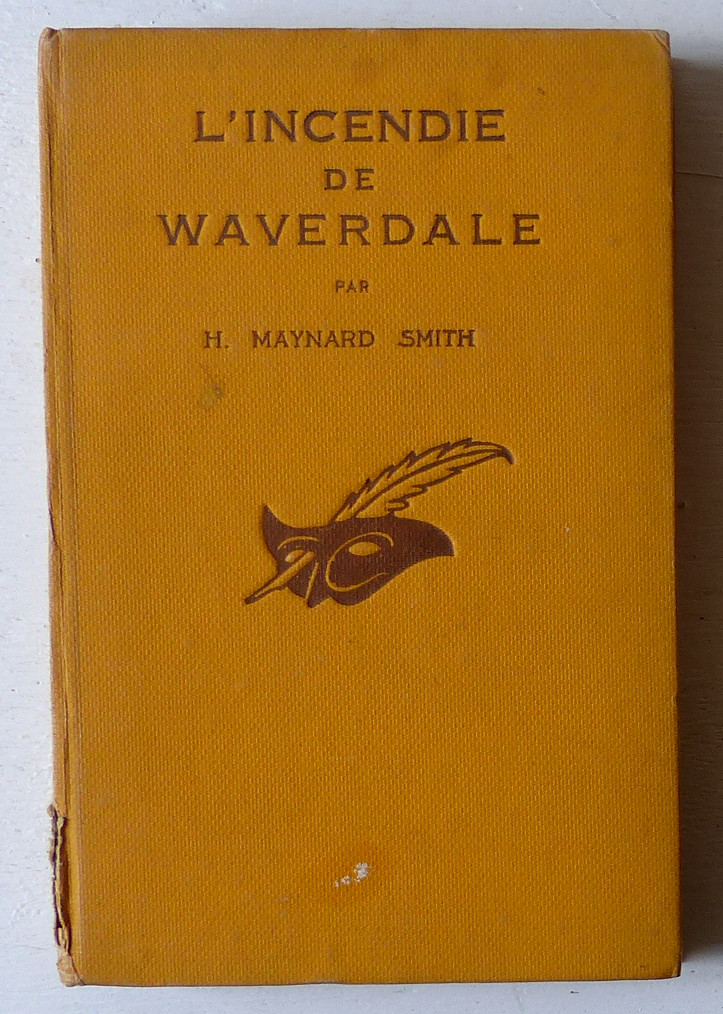 L'INCENDIE
DE
WAVERDALE
PAR
H. MAYNARD SMITH